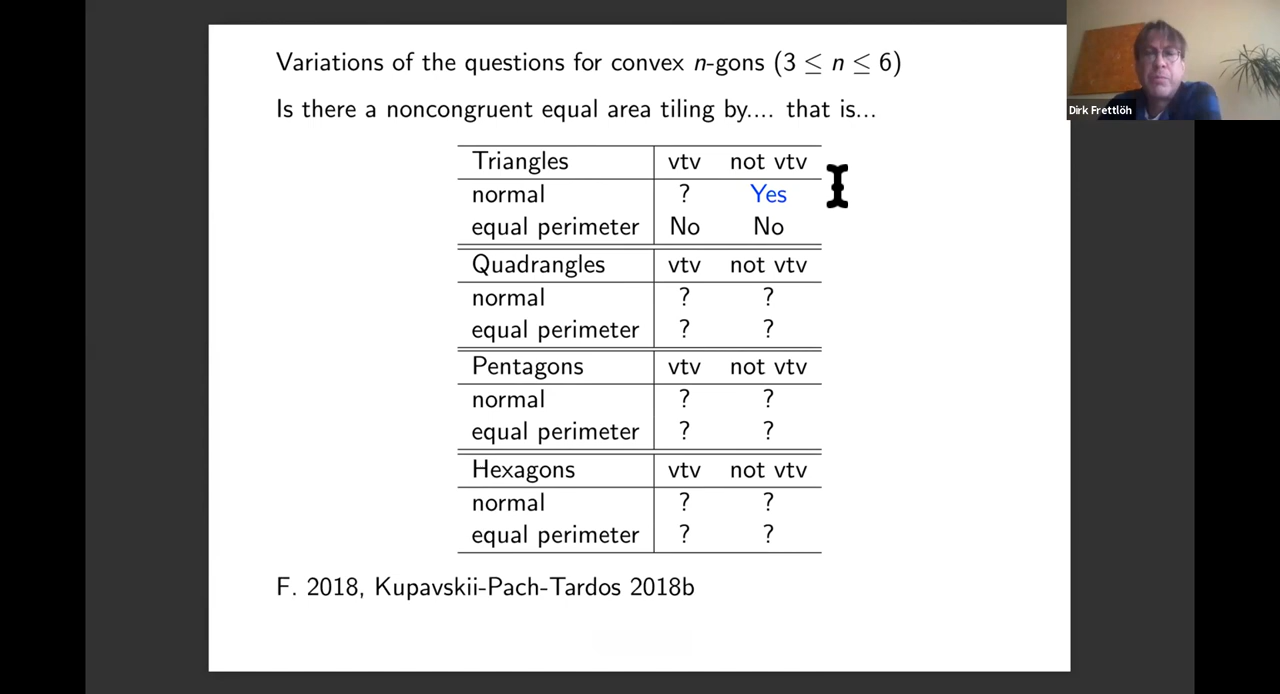 Variations of the questions for convex n-gons (3 ≤ n ≤ 6)
Is there a noncongruent equal area tiling by.... that is...
Triangles vtv not vtv
normal ? Yes
equal perimeter No No
Quadrangles vtv not vtv
normal ? ?
equal perimeter ? ?
Pentagons vtv not vtv
normal ? ?
equal perimeter ? ?
Hexagons vtv not vtv
normal ? ?
equal perimeter ? ?
F. 2018, Kupavskii-Pach-Tardos 2018b
Dirk Frettlöh